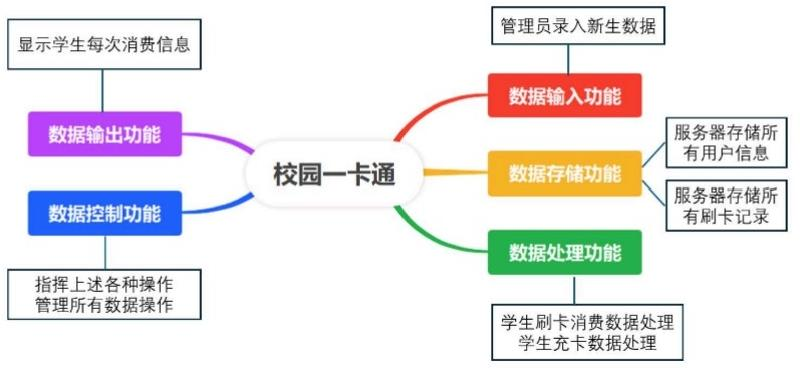 显示学生每次消费信息
数据输出功能
数据控制功能
指挥上述各种操作
管理所有数据操作
校园一卡通
管理员录入新生数据
数据输入功能
数据存储功能
服务器存储所
有用户信息
服务器存储所
有刷卡记录
数据处理功能
学生刷卡消费数据处理
学生充卡数据处理